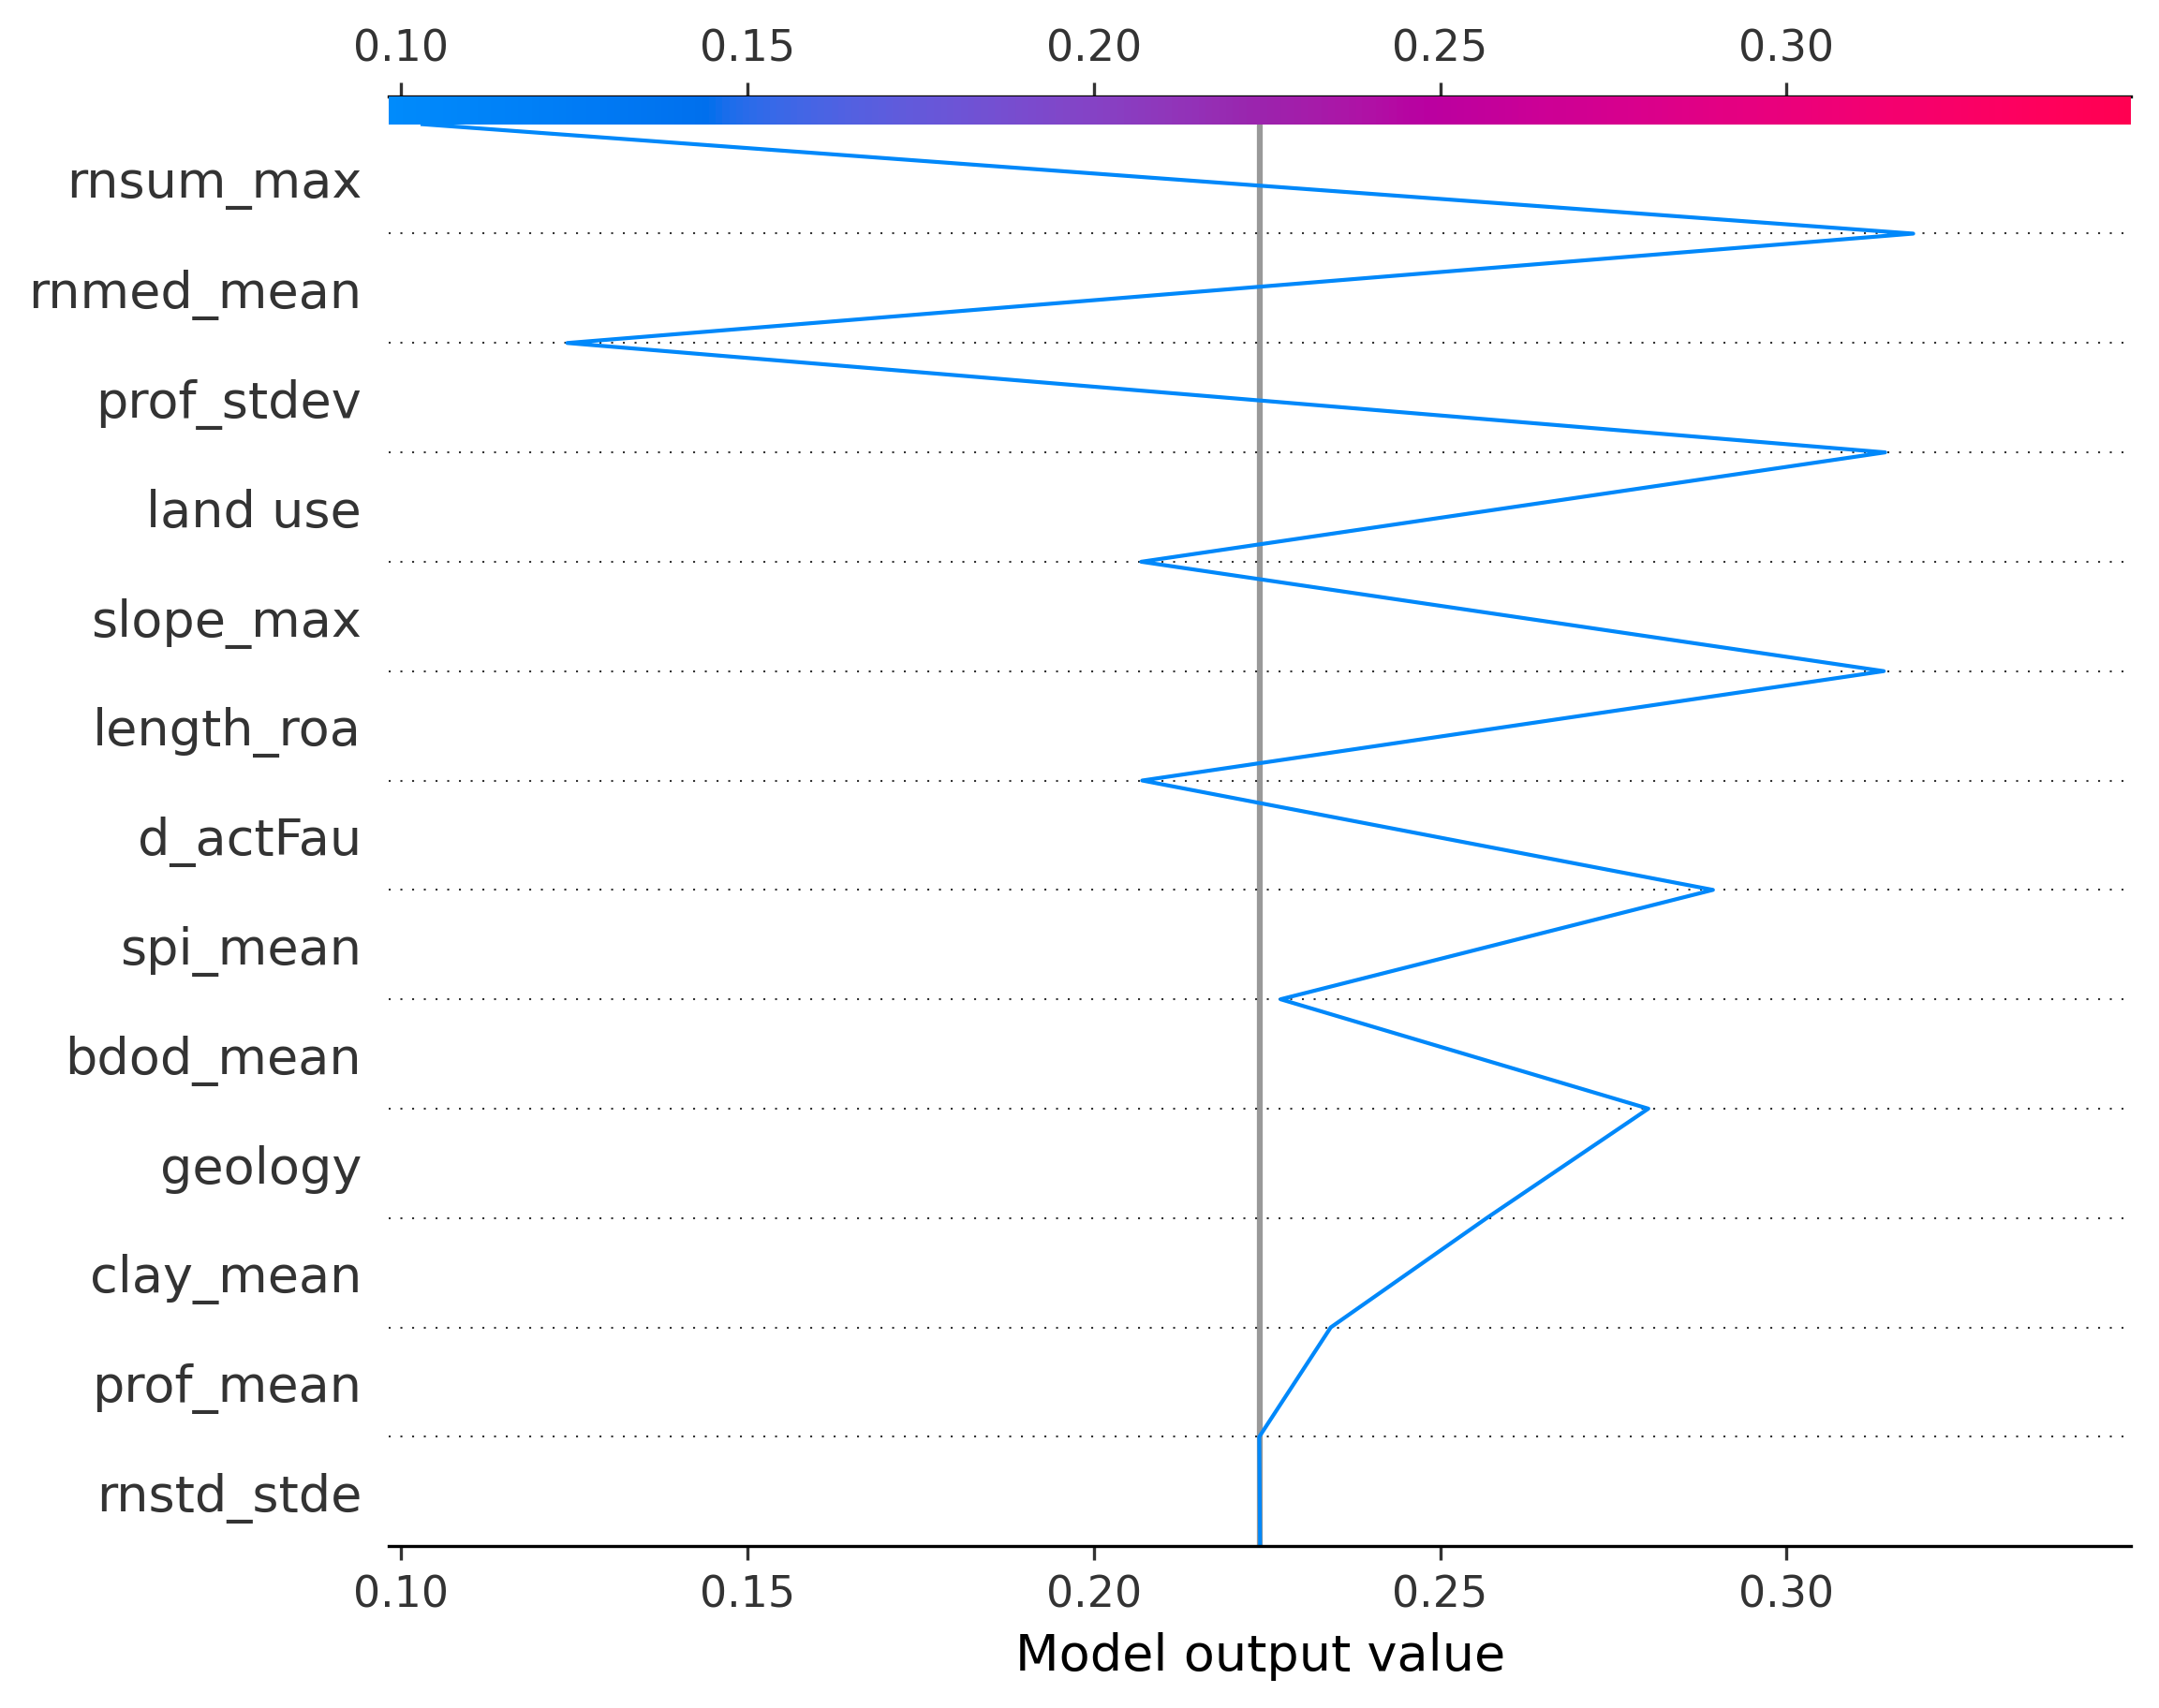 0.10 0.15 0.20 0.25 0.30
rnsum_max
rnmed_mean
prof_stdev
land use
slope_max
length_roa
d_actFau
spi_mean
bdod_mean
geology
clay_mean
prof_mean
rnstd_stde
0.10 0.15 0.20 0.25 0.30
Model output value